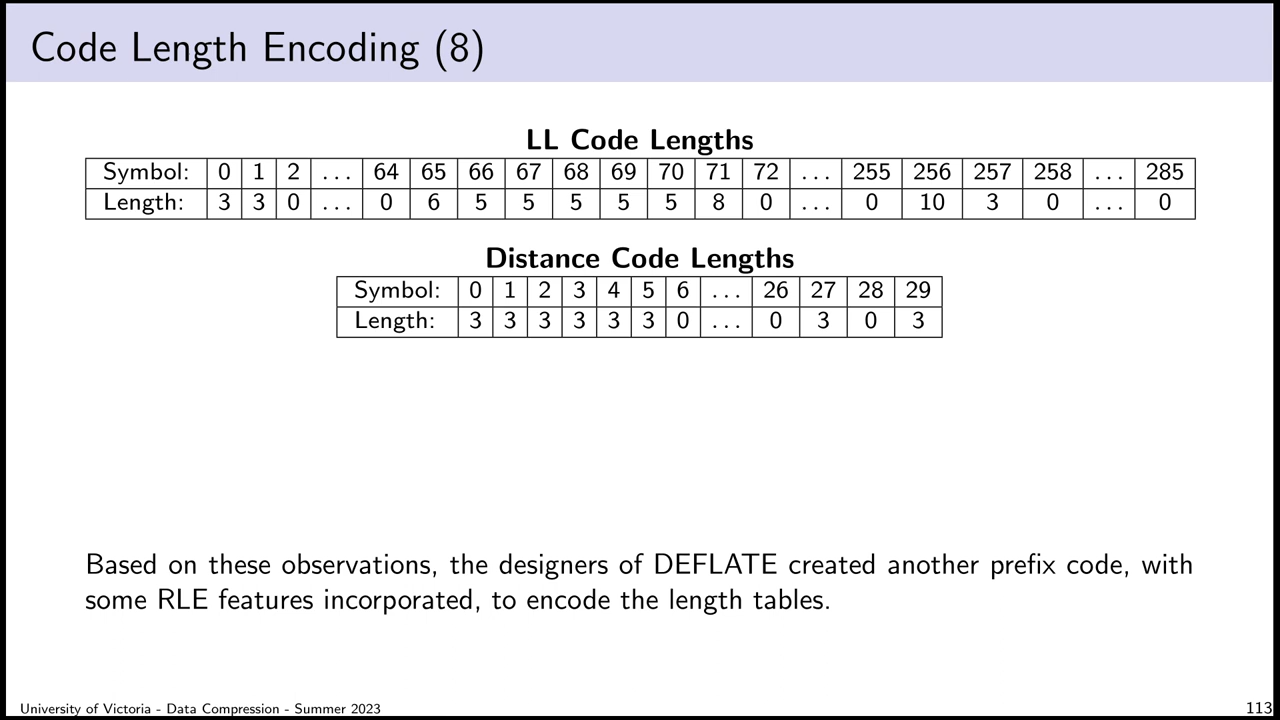 Code Length Encoding (8)
LL Code Lengths
Symbol: 0 1 2 ... 64 65 66 67 68 69 70 71 72 ... 255 256 257 258 ... 285
Length: 3 3 0 ... 0 6 5 5 5 5 5 8 0 ... 0 10 3 0 ... 0
Distance Code Lengths
Symbol: 0 1 2 3 4 5 6 ... 26 27 28 29
Length: 3 3 3 3 3 3 0 ... 0 3 0 3
Based on these observations, the designers of DEFLATE created another prefix code, with
some RLE features incorporated, to encode the length tables.
University of Victoria - Data Compression - Summer 2023
113